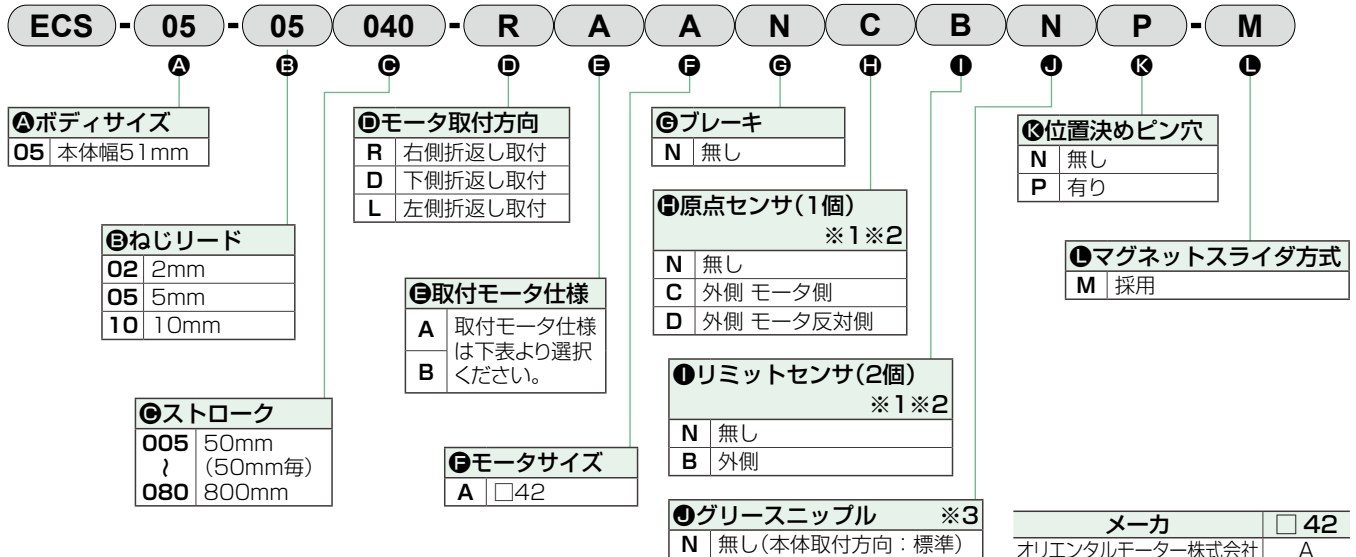 ECS - 05 - 05 040 - R A A N C B N P - M
A B C D E F G H I J K L
Aボディサイズ
05 本体幅51mm
Bねじリード
02 2mm
05 5mm
10 10mm
Cストローク
005 50mm
〜 (50mm毎)
080 800mm
Dモータ取付方向
R 右側折返し取付
D 下側折返し取付
L 左側折返し取付
E取付モータ仕様
A 取付モータ仕様
は下表より選択
B ください。
Fモータサイズ
A □42
Gブレーキ
N 無し
H原点センサ(1個)
※1※2
N 無し
C 外側 モータ側
D 外側 モータ反対側
Iリミットセンサ(2個)
※1※2
N 無し
B 外側
Jグリースニップル ※3
N 無し(本体取付方向:標準)
K位置決めピン穴
N 無し
P 有り
Lマグネットスライダ方式
M 採用
メーカ □42
オリエンタルモーター株式会社 A